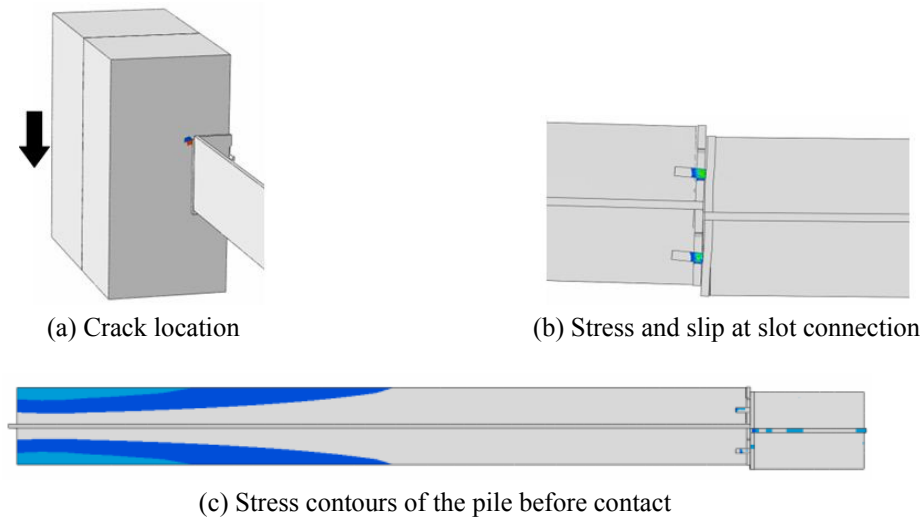 (a) Crack location
(b) Stress and slip at slot connection
(c) Stress contours of the pile before contact